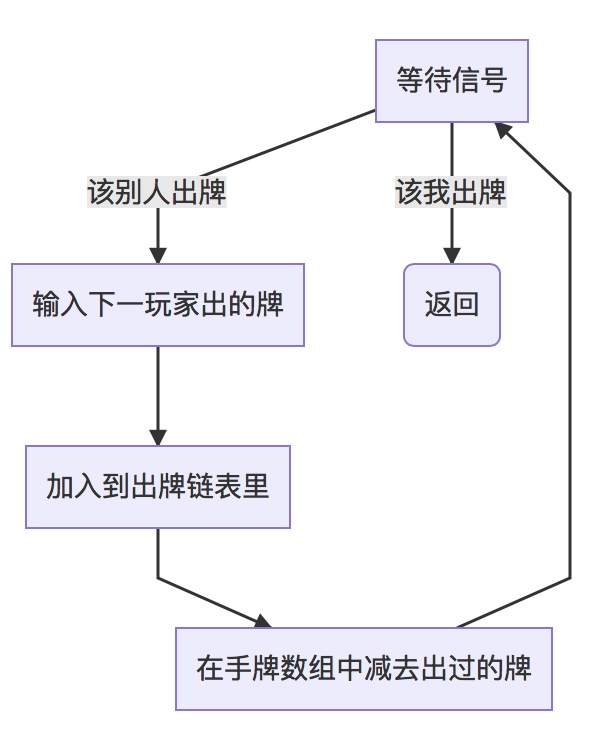 等待信号
该别人出牌
该我出牌
输入下一玩家出的牌
返回
加入到出牌链表里
在手牌数组中减去出过的牌